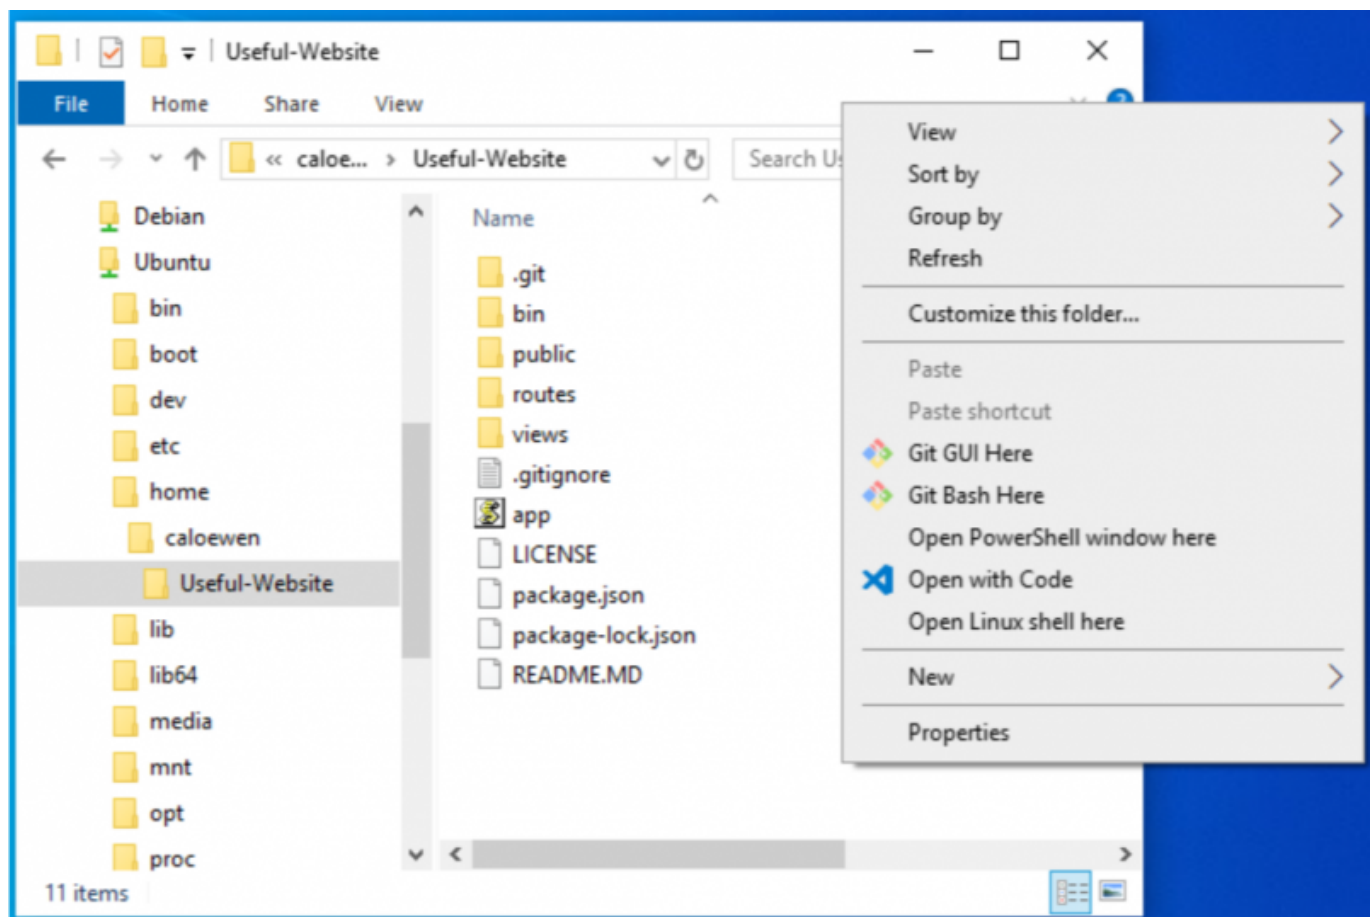 Useful-Website
File Home Share View
« caloe... > Useful-Website
Search Us
Debian
Ubuntu
bin
boot
dev
etc
home
caloewen
Useful-Website
lib
lib64
media
mnt
opt
proc
Name
.git
bin
public
routes
views
.gitignore
app
LICENSE
package.json
package-lock.json
README.MD
View
Sort by
Group by
Refresh
Customize this folder...
Paste
Paste shortcut
Git GUI Here
Git Bash Here
Open PowerShell window here
Open with Code
Open Linux shell here
New
Properties
11 items